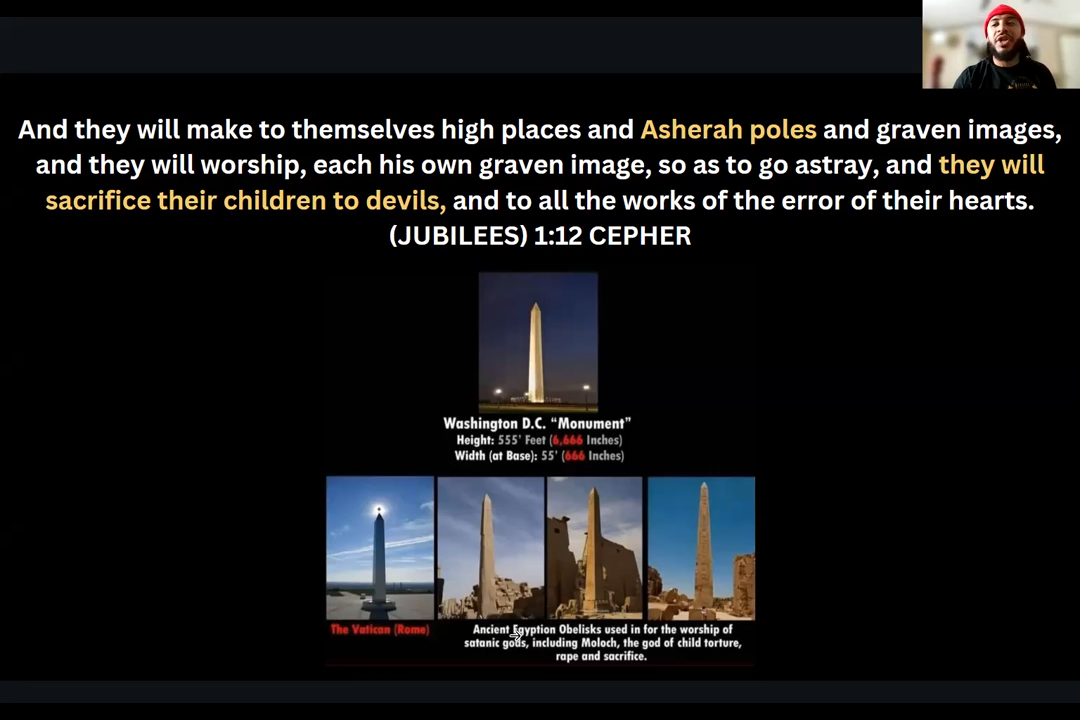 And they will make to themselves high places and Asherah poles and graven images,
and they will worship, each his own graven image, so as to go astray, and they will
sacrifice their children to devils, and to all the works of the error of their hearts.
(JUBILEES) 1:12 CEPHER
Washington D.C. “Monument”
Height: 555' Feet (6,666 Inches)
Width (at Base): 55' (666 Inches)
The Vatican (Rome)
Ancient Egyption Obelisks used in for the worship of
satanic gods, including Moloch, the god of child torture,
rape and sacrifice.